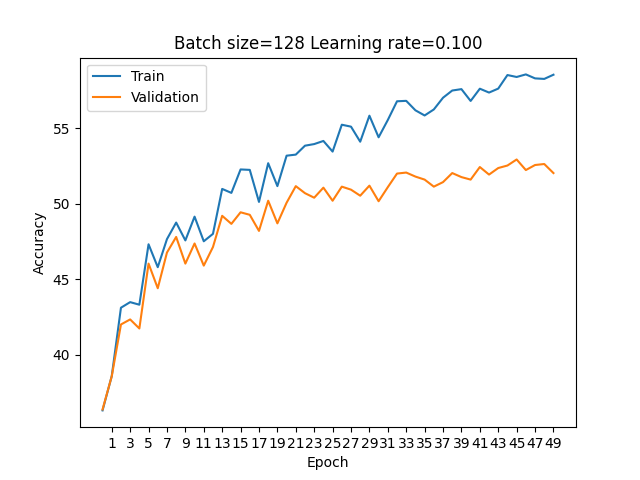 Batch size=128 Learning rate=0.100
Train
Validation
55
50
45
40
Accuracy
1 3 5 7 9 11 13 15 17 19 21 23 25 27 29 31 33 35 37 39 41 43 45 47 49
Epoch